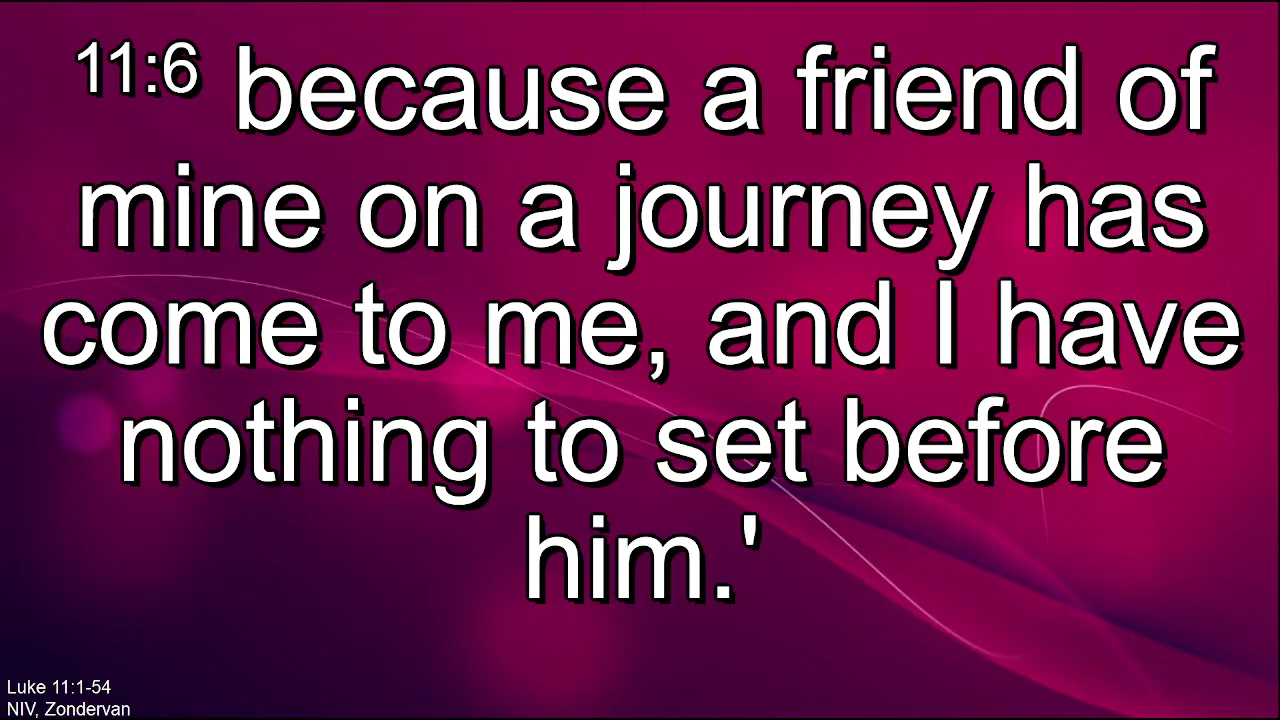 11:6 because a friend of
mine on a journey has
come to me, and I have
nothing to set before
him.'
Luke 11:1-54
NIV, Zondervan